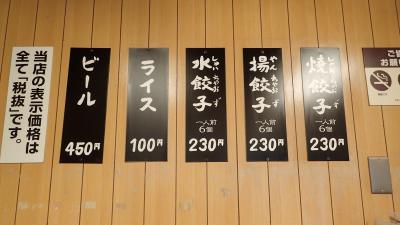 当店の表示価格は
全て「税抜」です。
ビール
450円
ライス
100円
水餃子
一人前
6個
230円
揚餃子
一人前
6個
230円
焼餃子
一人前
6個
230円